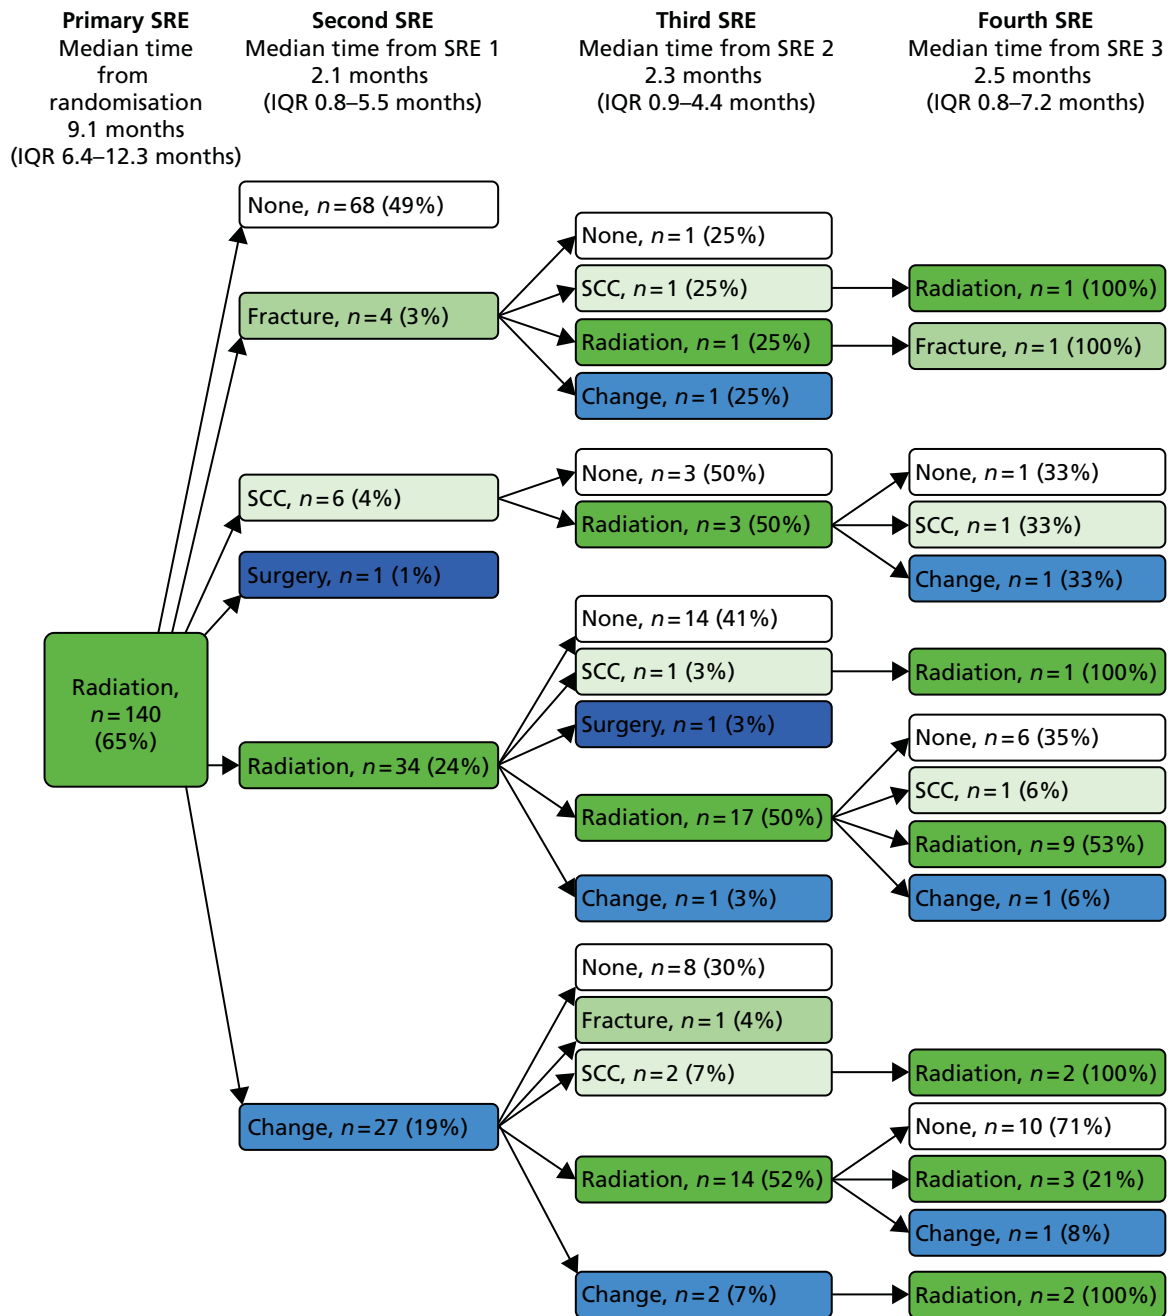 Primary SRE
Median time
from
randomisation
9.1 months
(IQR 6.4–12.3 months)
Second SRE
Median time from SRE 1
2.1 months
(IQR 0.8–5.5 months)
Third SRE
Median time from SRE 2
2.3 months
(IQR 0.9–4.4 months)
Fourth SRE
Median time from SRE 3
2.5 months
(IQR 0.8–7.2 months)
Radiation,
n=140
(65%)
None, n=68 (49%)
Fracture, n=4 (3%)
SCC, n=6 (4%)
Surgery, n=1 (1%)
Radiation, n=34 (24%)
Change, n=27 (19%)
None, n=1 (25%)
SCC, n=1 (25%)
Radiation, n=1 (25%)
Change, n=1 (25%)
None, n=3 (50%)
Radiation, n=3 (50%)
None, n=14 (41%)
SCC, n=1 (3%)
Surgery, n=1 (3%)
Radiation, n=17 (50%)
Change, n=1 (3%)
None, n=8 (30%)
Fracture, n=1 (4%)
SCC, n=2 (7%)
Radiation, n=14 (52%)
Change, n=2 (7%)
Radiation, n=1 (100%)
Fracture, n=1 (100%)
None, n=1 (33%)
SCC, n=1 (33%)
Change, n=1 (33%)
Radiation, n=1 (100%)
None, n=6 (35%)
SCC, n=1 (6%)
Radiation, n=9 (53%)
Change, n=1 (6%)
Radiation, n=2 (100%)
None, n=10 (71%)
Radiation, n=3 (21%)
Change, n=1 (8%)
Radiation, n=2 (100%)